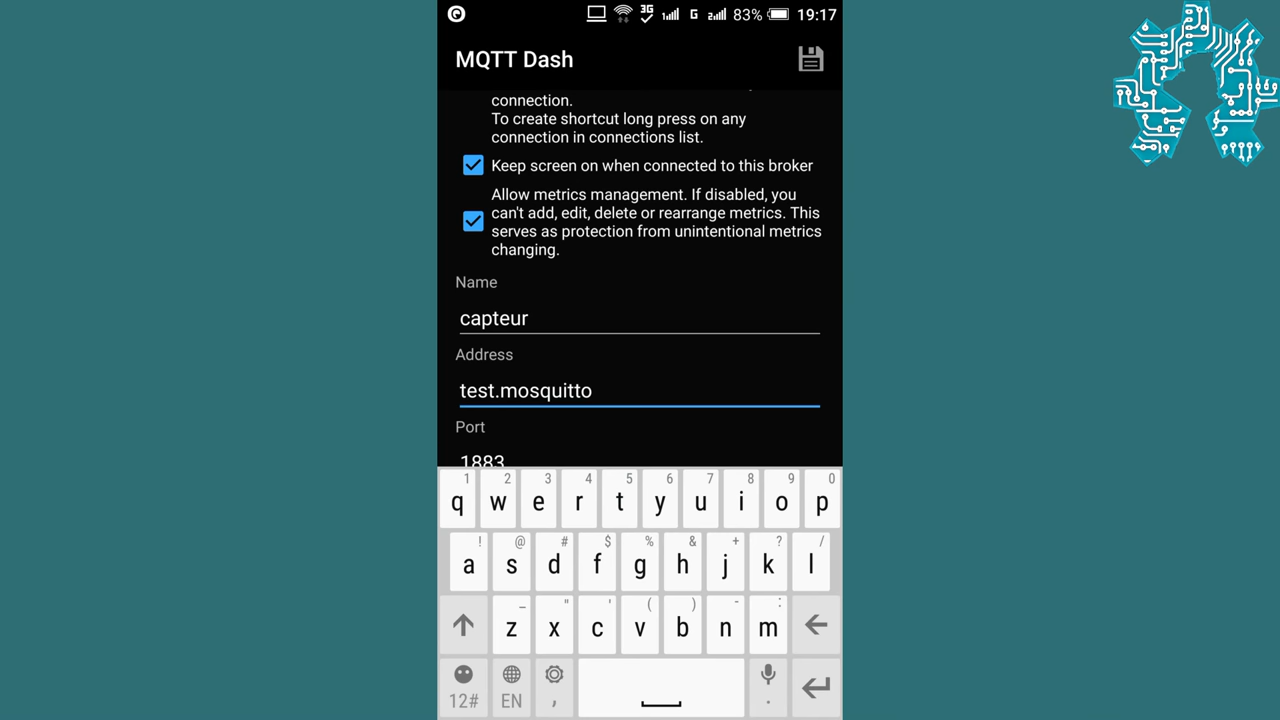 3G
G
83%
19:17
MQTT Dash
connection.
To create shortcut long press on any
connection in connections list.
Keep screen on when connected to this broker
Allow metrics management. If disabled, you
can't add, edit, delete or rearrange metrics. This
serves as protection from unintentional metrics
changing.
Name
capteur
Address
test.mosquitto
Port
1883
1 2 3 4 5 6 7 8 9 0
q w e r t y u i o p
! @ # $ % & + ? /
a s d f g h j k l
_ " ' ( ) - :
z x c v b n m
12# EN , .